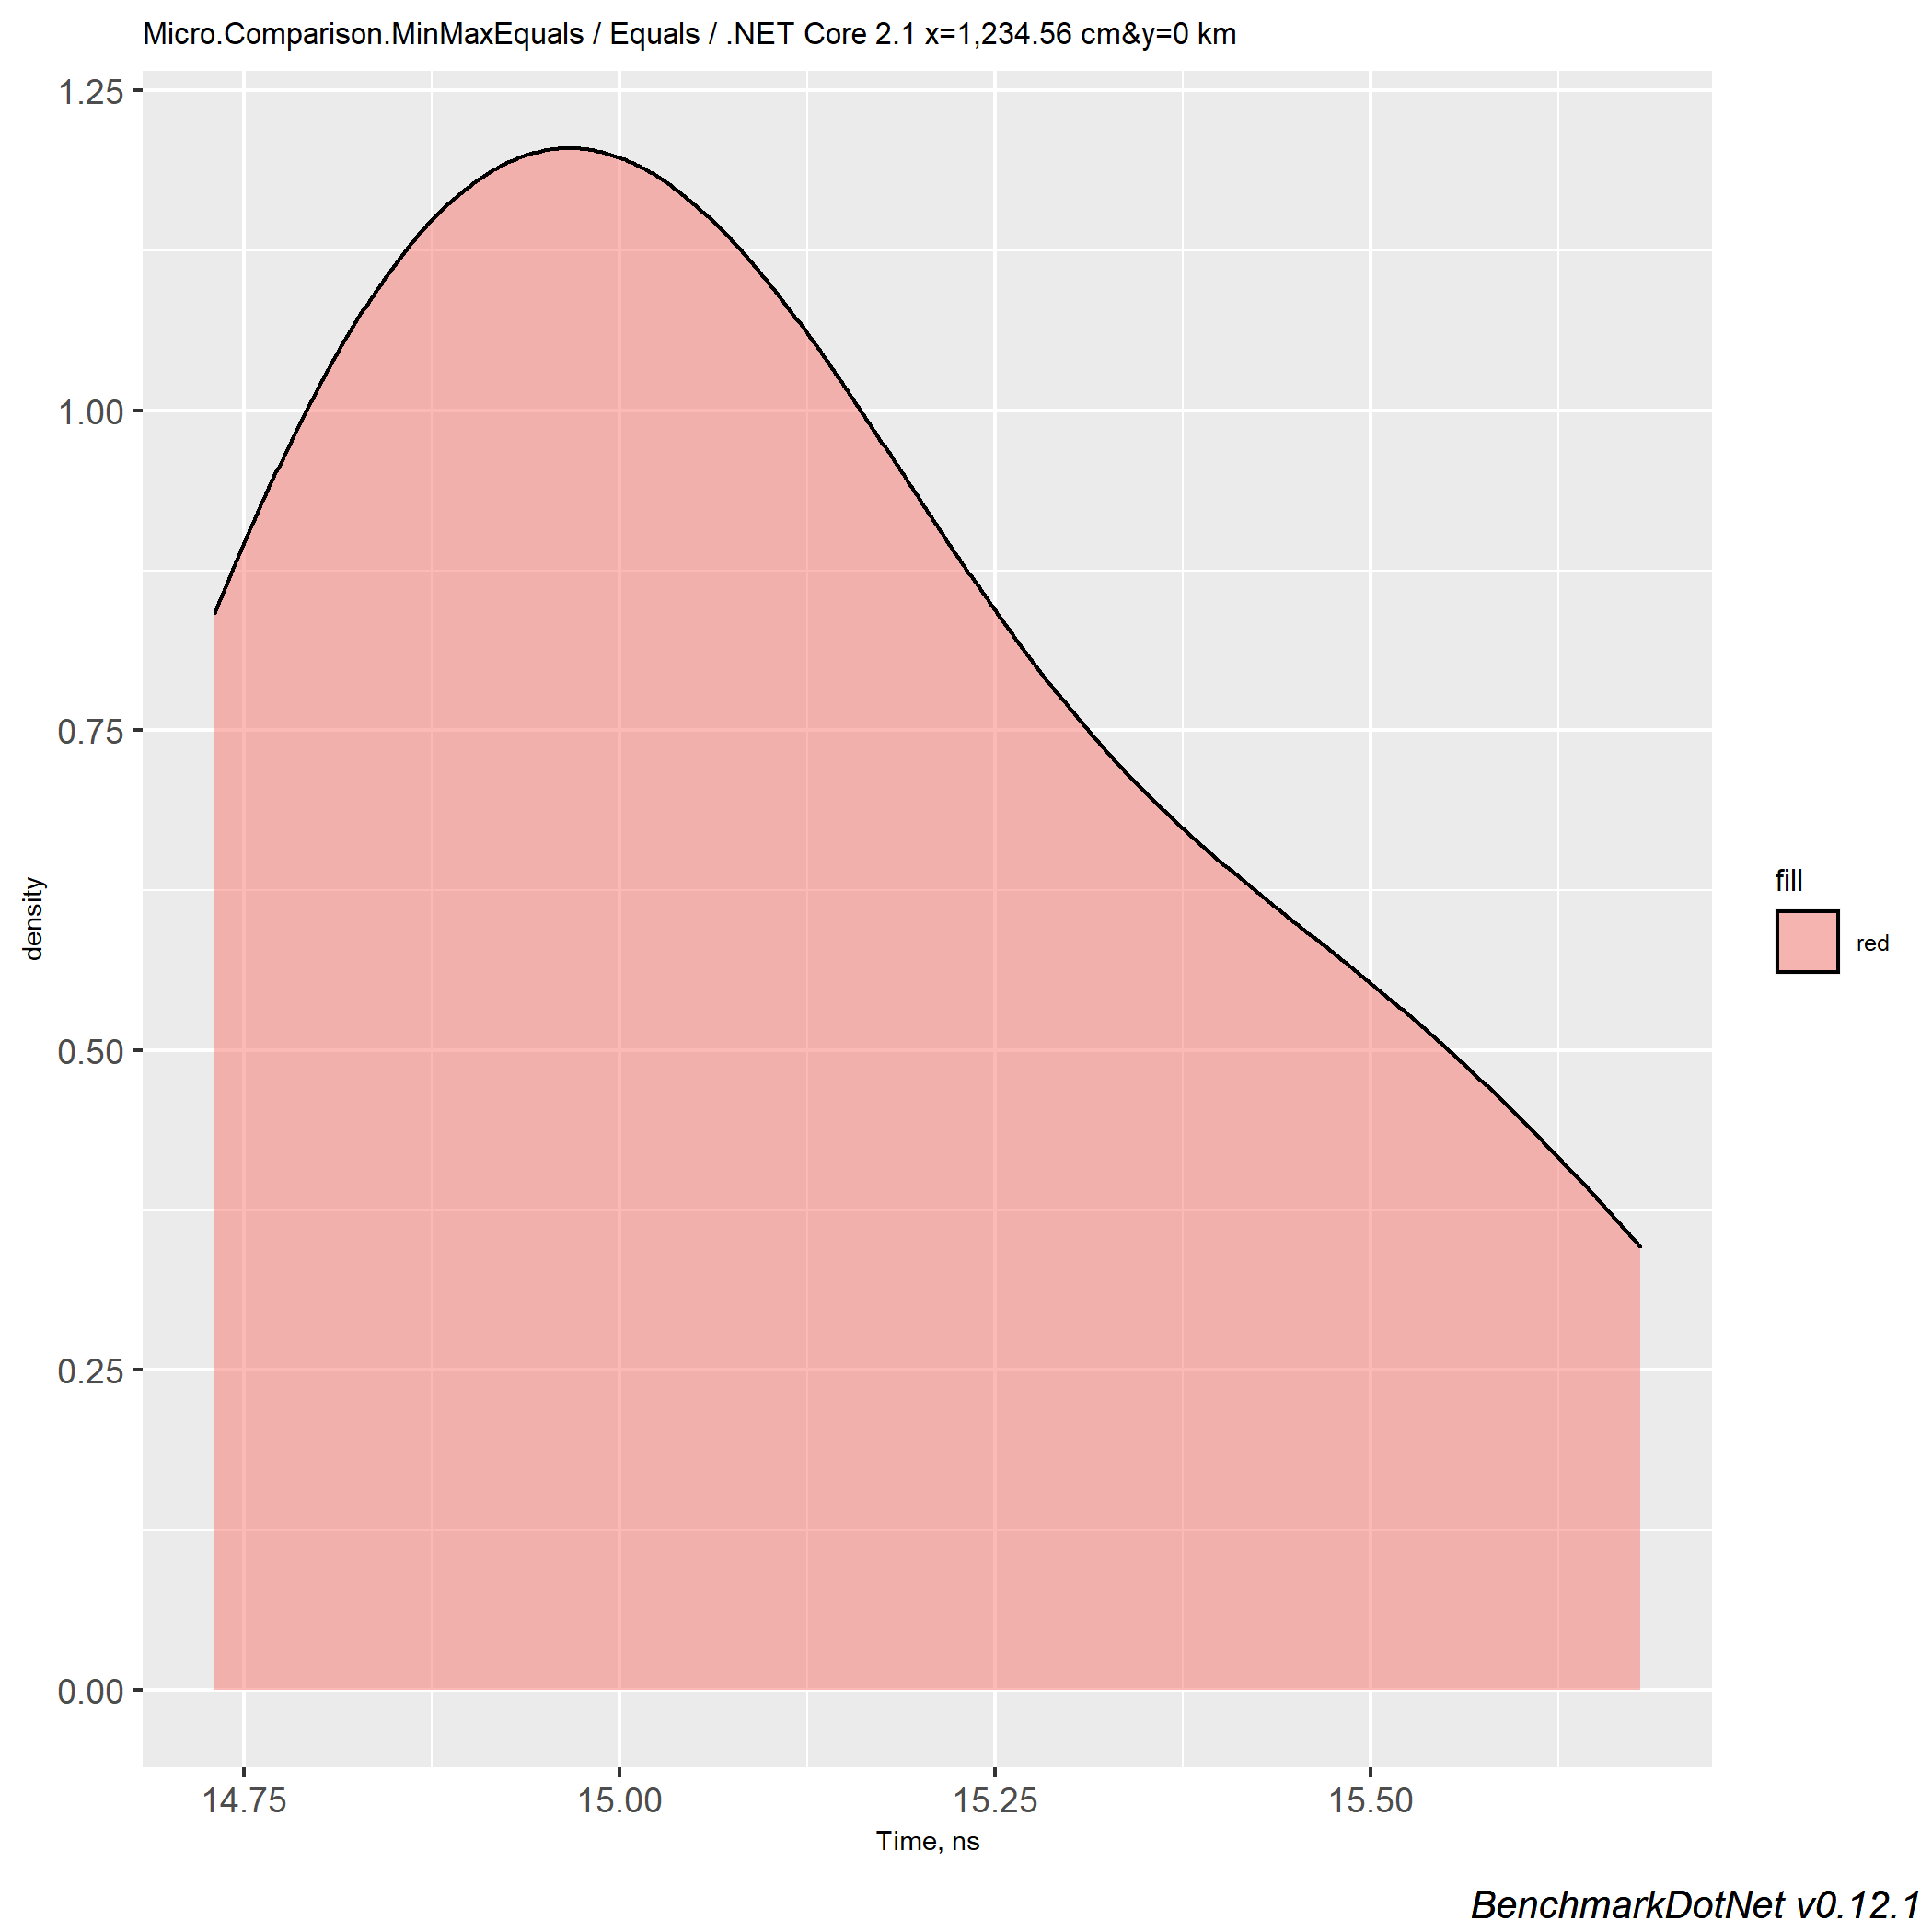 Micro.Comparison.MinMaxEquals / Equals / .NET Core 2.1 x=1,234.56 cm&y=0 km
1.25
1.00
0.75
0.50
0.25
0.00
density
14.75 15.00 15.25 15.50
Time, ns
fill
red
BenchmarkDotNet v0.12.1